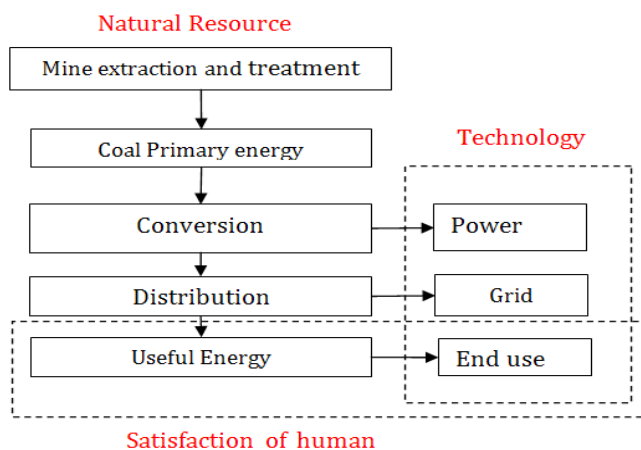 Natural Resource
Mine extraction and treatment
Coal Primary energy
Technology
Conversion
Power
Distribution
Grid
Useful Energy
End use
Satisfaction of human